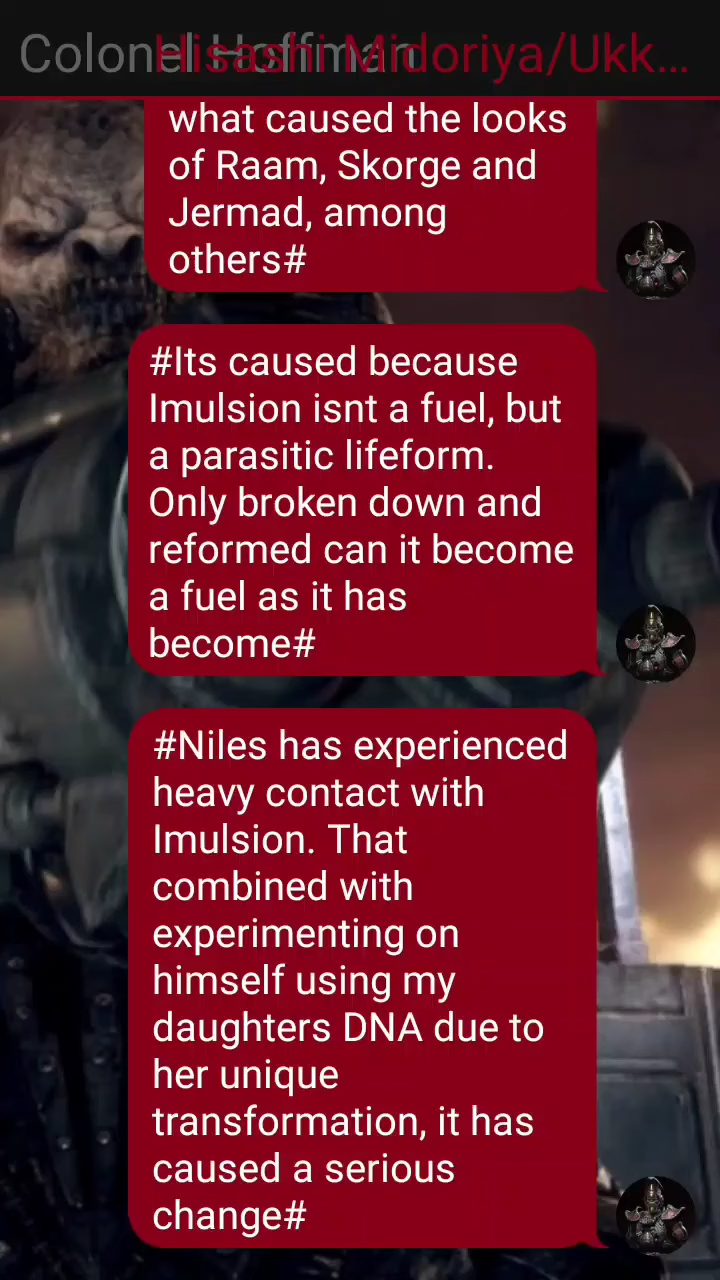 Colonel Hoffman
Hisashi Midoriya/Ukk...
what caused the looks
of Raam, Skorge and
Jermad, among
others#
#Its caused because
Imulsion isnt a fuel, but
a parasitic lifeform.
Only broken down and
reformed can it become
a fuel as it has
become#
#Niles has experienced
heavy contact with
Imulsion. That
combined with
experimenting on
himself using my
daughters DNA due to
her unique
transformation, it has
caused a serious
change#